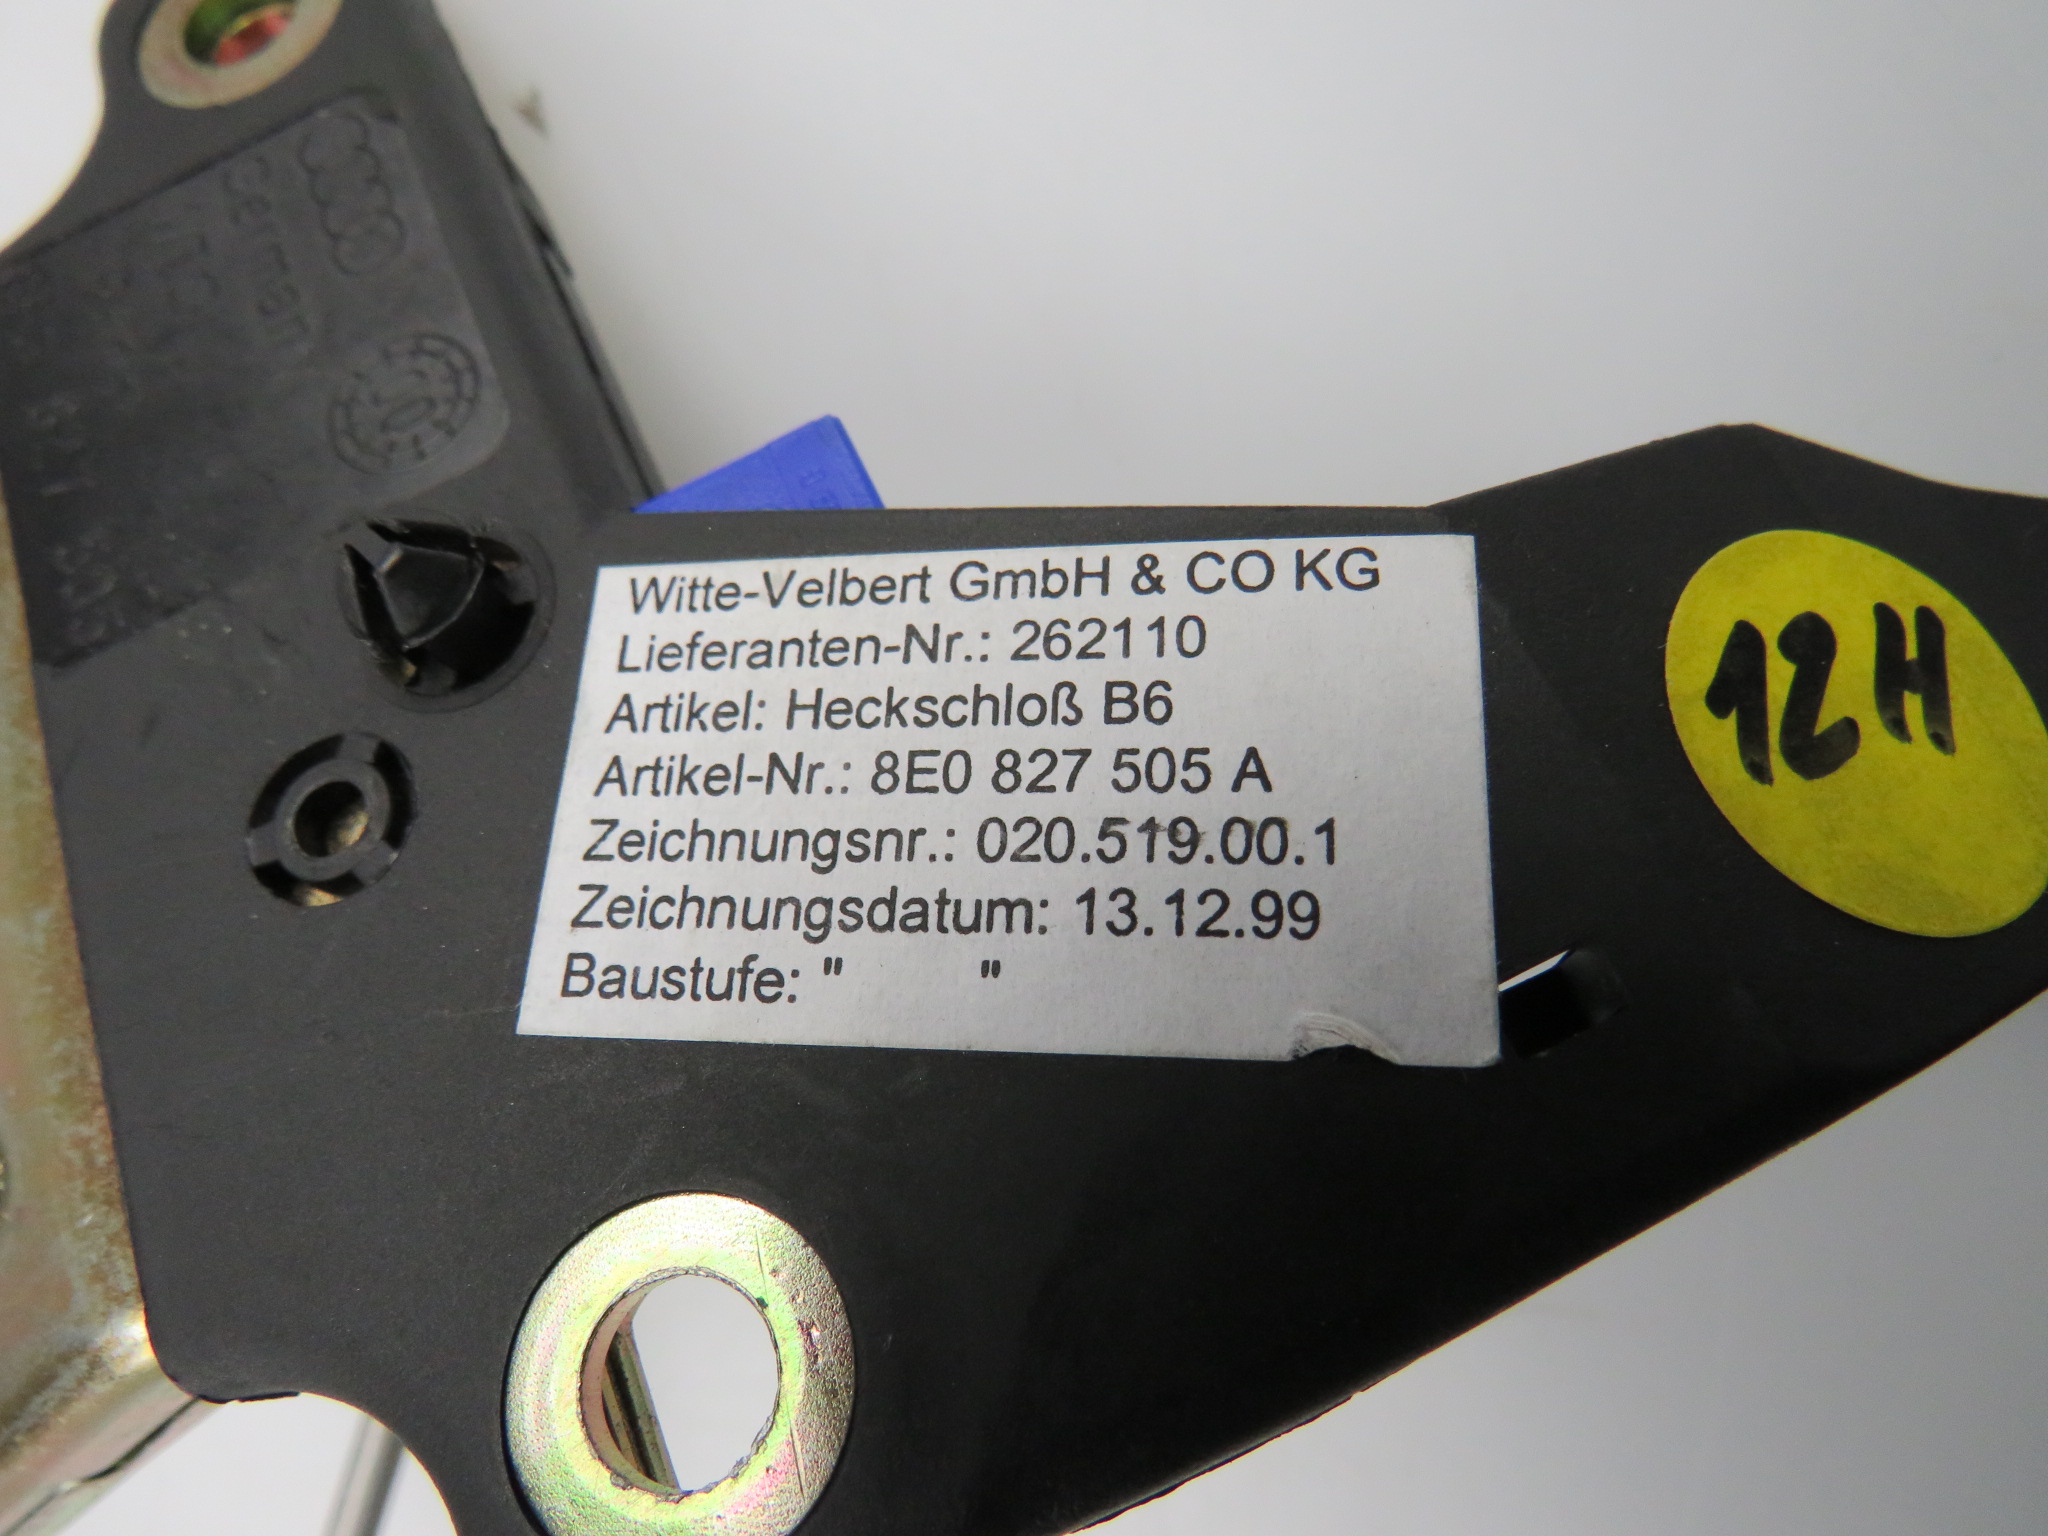 Witte-Velbert GmbH & CO KG
Lieferanten-Nr.: 262110
Artikel: Heckschloß B6
Artikel-Nr.: 8E0 827 505 A
Zeichnungsnr.: 020.519.00.1
Zeichnungsdatum: 13.12.99
Baustufe: "        "
12H
German